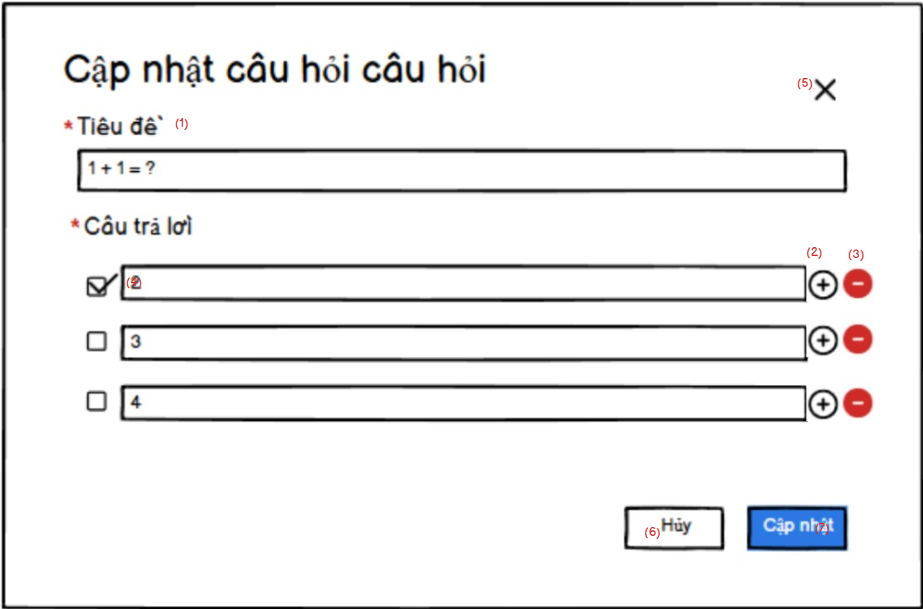 Cập nhật câu hỏi câu hỏi
(5)
* Tiêu đề (1)
1 + 1 = ?
* Câu trả lời
(2) (3)
2
3
4
(6) Hủy
Cập nhật (7)